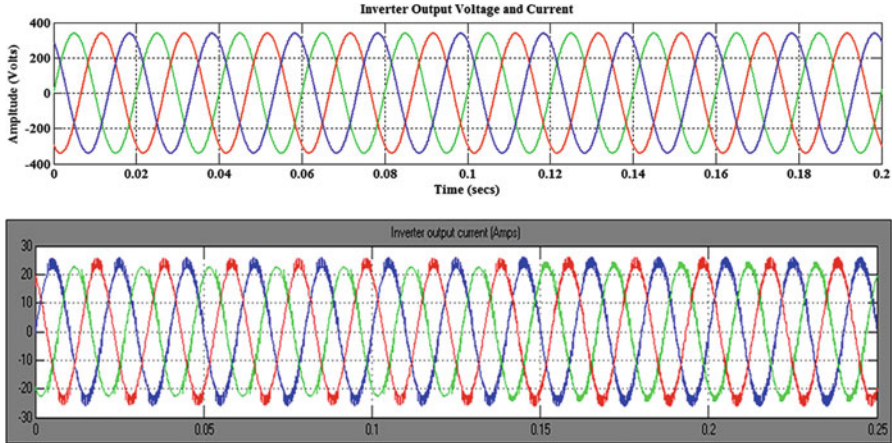 Inverter Output Voltage and Current
Ampltude (Volts)
400
200
0
-200
-400
0 0.02 0.04 0.06 0.08 0.1 0.12 0.14 0.16 0.18 0.2
Time (secs)
Inverter output current (Amps)
30
20
10
0
-10
-20
-30
0 0.05 0.1 0.15 0.2 0.25